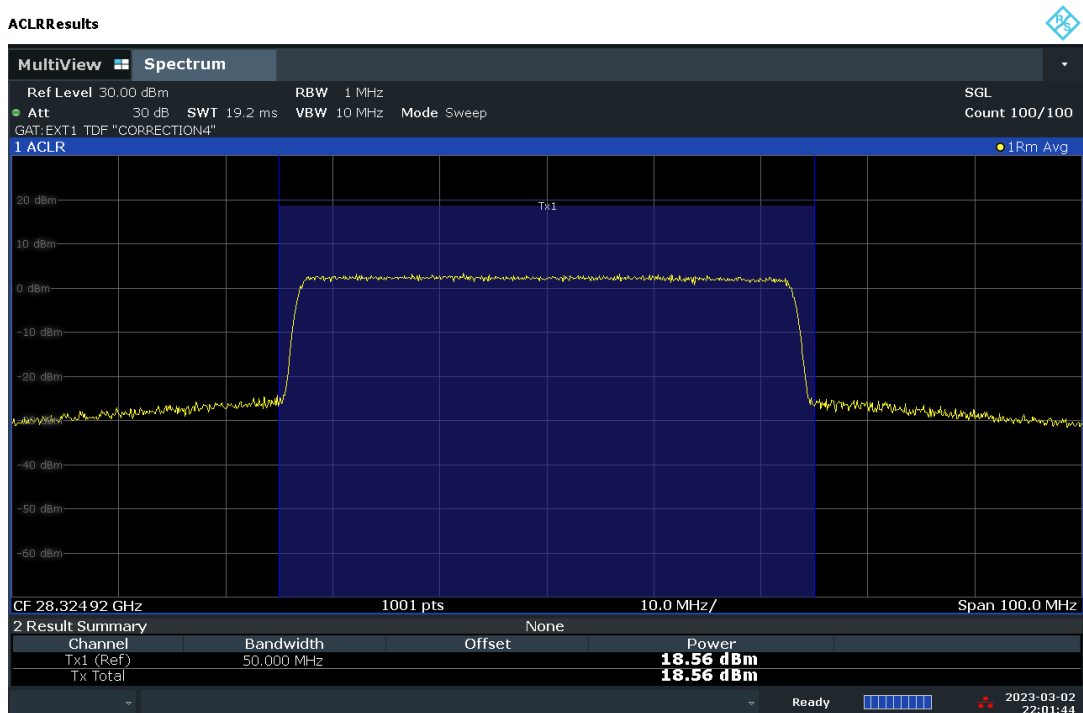 ACLRResults
R&S
MultiView Spectrum
Ref Level 30.00 dBm RBW 1 MHz SGL
Att 30 dB SWT 19.2 ms VBW 10 MHz Mode Sweep Count 100/100
GAT:EXT1 TDF "CORRECTION4"
1 ACLR 1Rm Avg
20 dBm
Tx1
10 dBm
0 dBm
-10 dBm
-20 dBm
-40 dBm
-50 dBm
-60 dBm
CF 28.32492 GHz 1001 pts 10.0 MHz/ Span 100.0 MHz
2 Result Summary None
Channel Bandwidth Offset Power
Tx1 (Ref) 50.000 MHz 18.56 dBm
Tx Total 18.56 dBm
Ready 2023-03-02
22:01:44